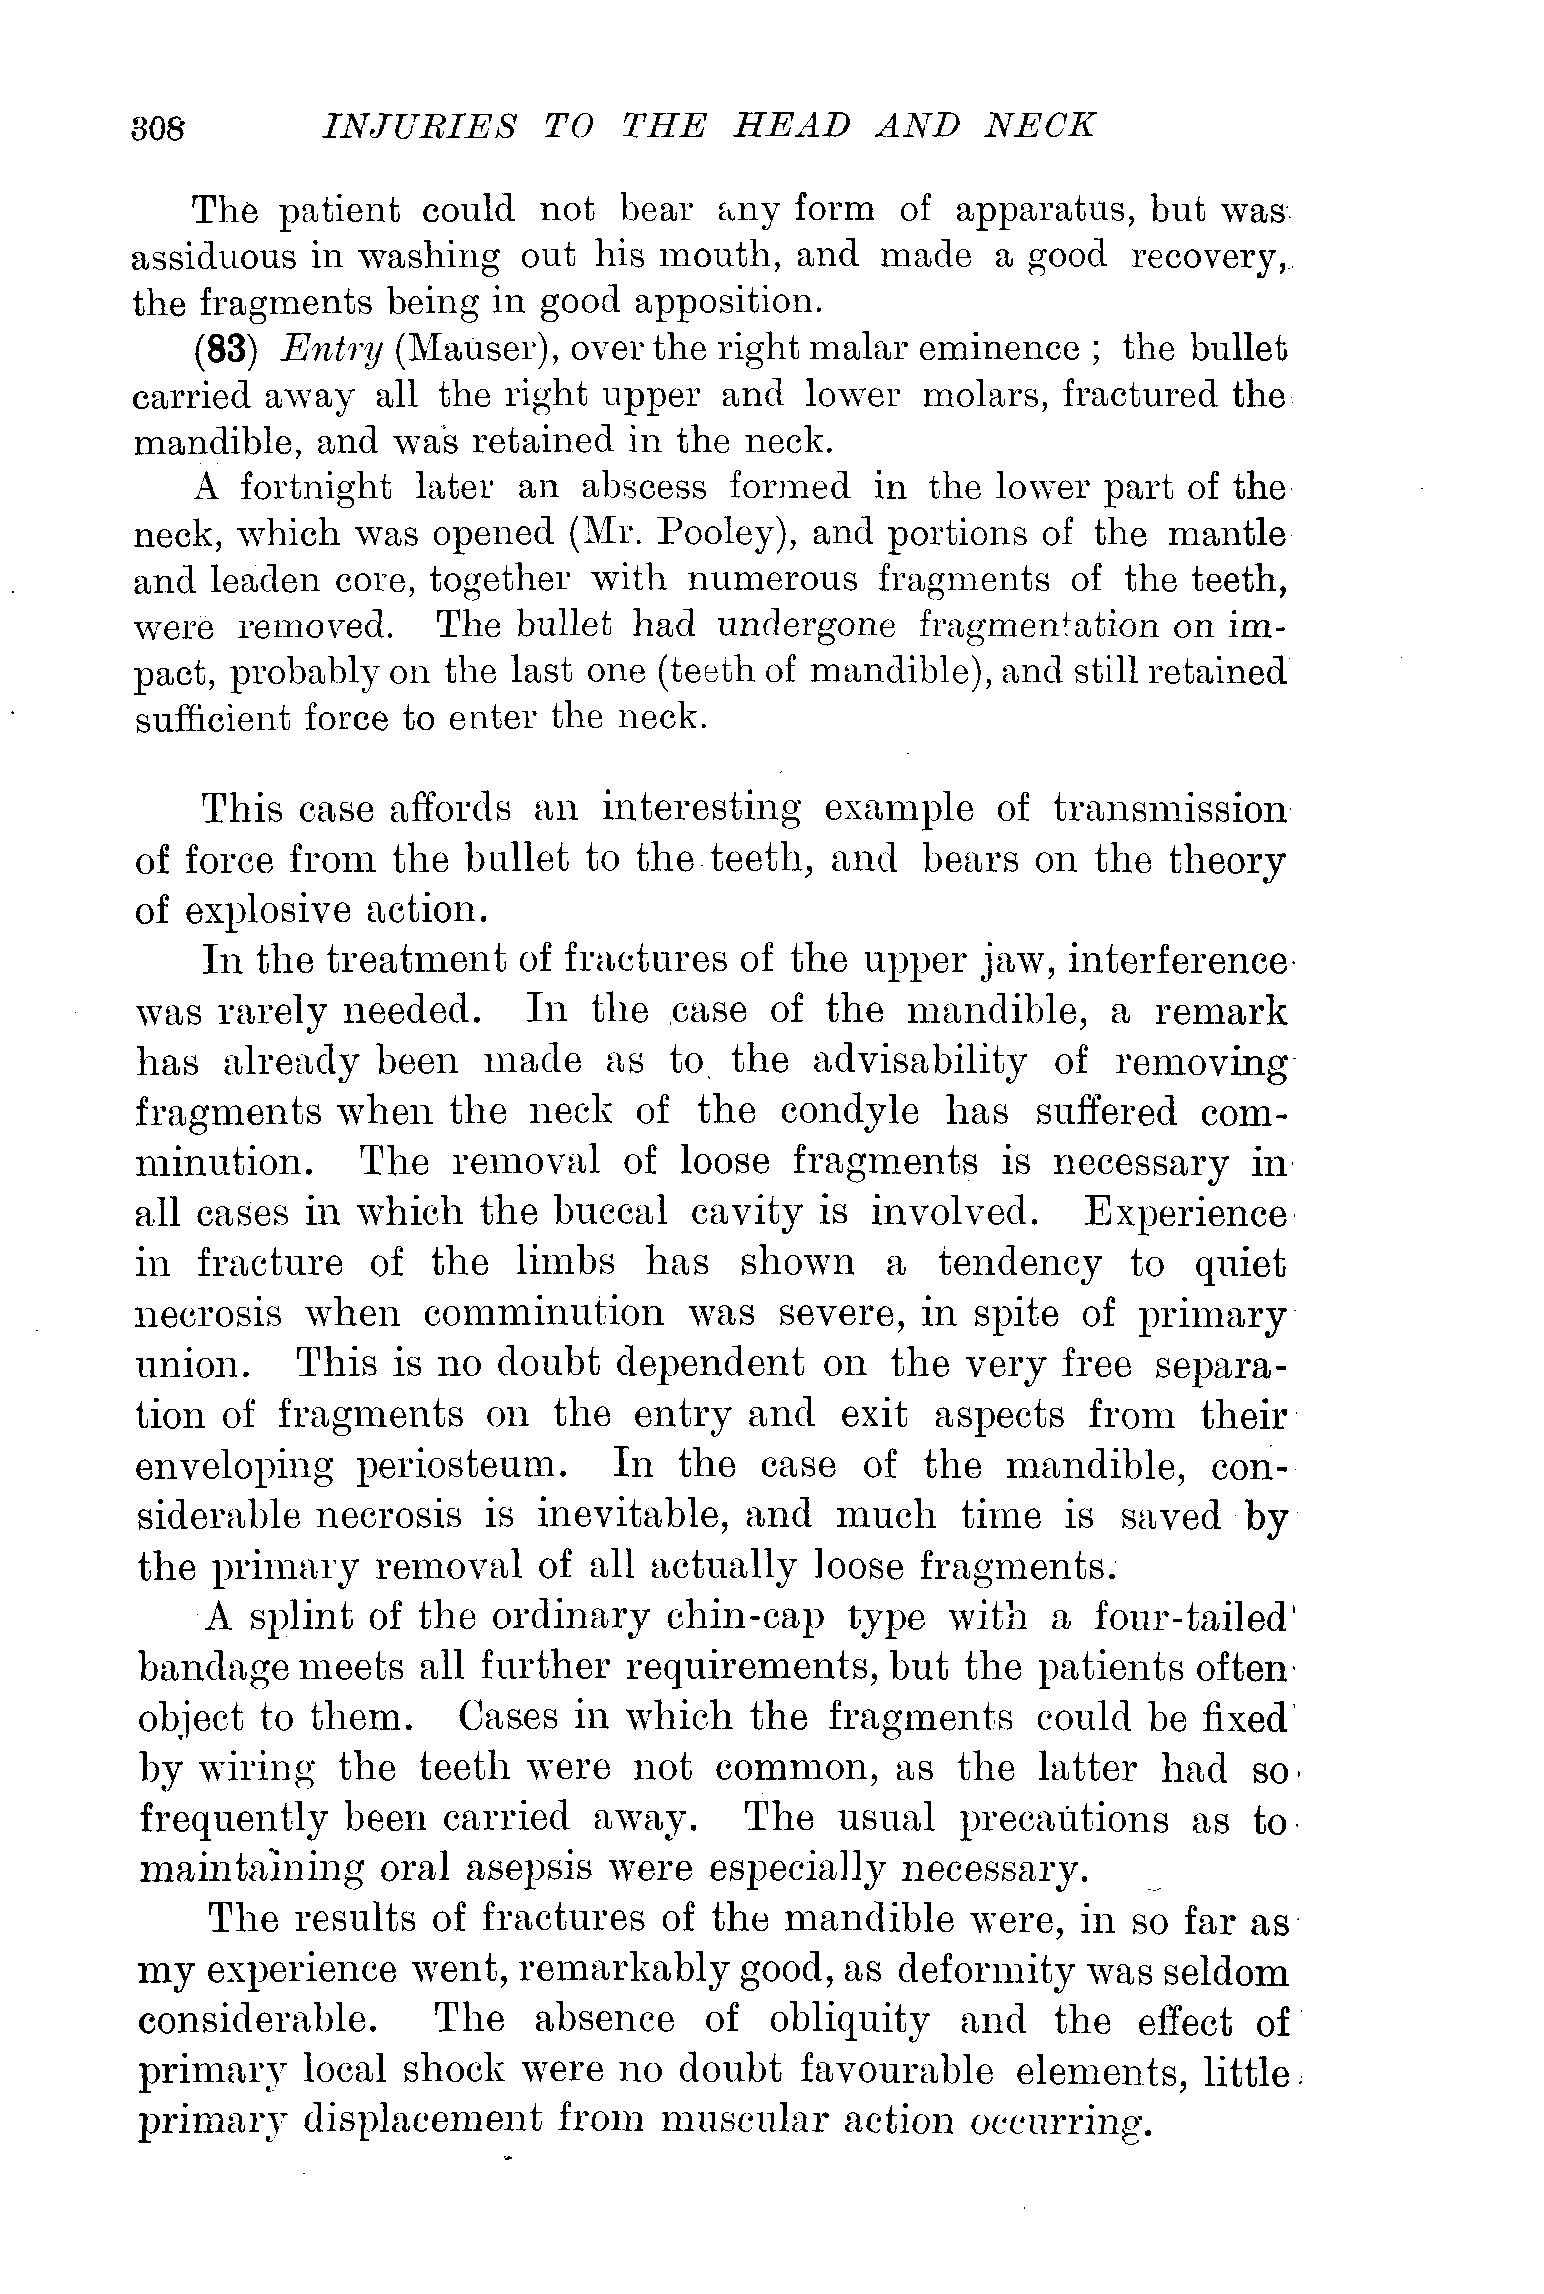 308 INJURIES TO THE HEAD AND NECK
The patient could not bear any form of apparatus, but was
assiduous in washing out his mouth, and made a good recovery,
the fragments being in good apposition.
(83) Entry (Mauser), over the right malar eminence ; the bullet
carried away all the right upper and lower molars, fractured the
mandible, and was retained in the neck.
A fortnight later an abscess formed in the lower part of the
neck, which was opened (Mr. Pooley), and portions of the mantle
and leaden core, together with numerous fragments of the teeth,
were removed. The bullet had undergone fragmentation on im-
pact, probably on the last one (teeth of mandible), and still retained
sufficient force to enter the neck.
This case affords an interesting example of transmission
of force from the bullet to the teeth, and bears on the theory
of explosive action.
In the treatment of fractures of the upper jaw, interference
was rarely needed. In the case of the mandible, a remark
has already been made as to the advisability of removing
fragments when the neck of the condyle has suffered com-
minution. The removal of loose fragments is necessary in
all cases in which the buccal cavity is involved. Experience
in fracture of the limbs has shown a tendency to quiet
necrosis when comminution was severe, in spite of primary
union. This is no doubt dependent on the very free separa-
tion of fragments on the entry and exit aspects from their
enveloping periosteum. In the case of the mandible, con-
siderable necrosis is inevitable, and much time is saved by
the primary removal of all actually loose fragments.
A splint of the ordinary chin-cap type with a four-tailed
bandage meets all further requirements, but the patients often
object to them. Cases in which the fragments could be fixed
by wiring the teeth were not common, as the latter had so
frequently been carried away. The usual precautions as to
maintaining oral asepsis were especially necessary.
The results of fractures of the mandible were, in so far as
my experience went, remarkably good, as deformity was seldom
considerable. The absence of obliquity and the effect of
primary local shock were no doubt favourable elements, little
primary displacement from muscular action occurring.